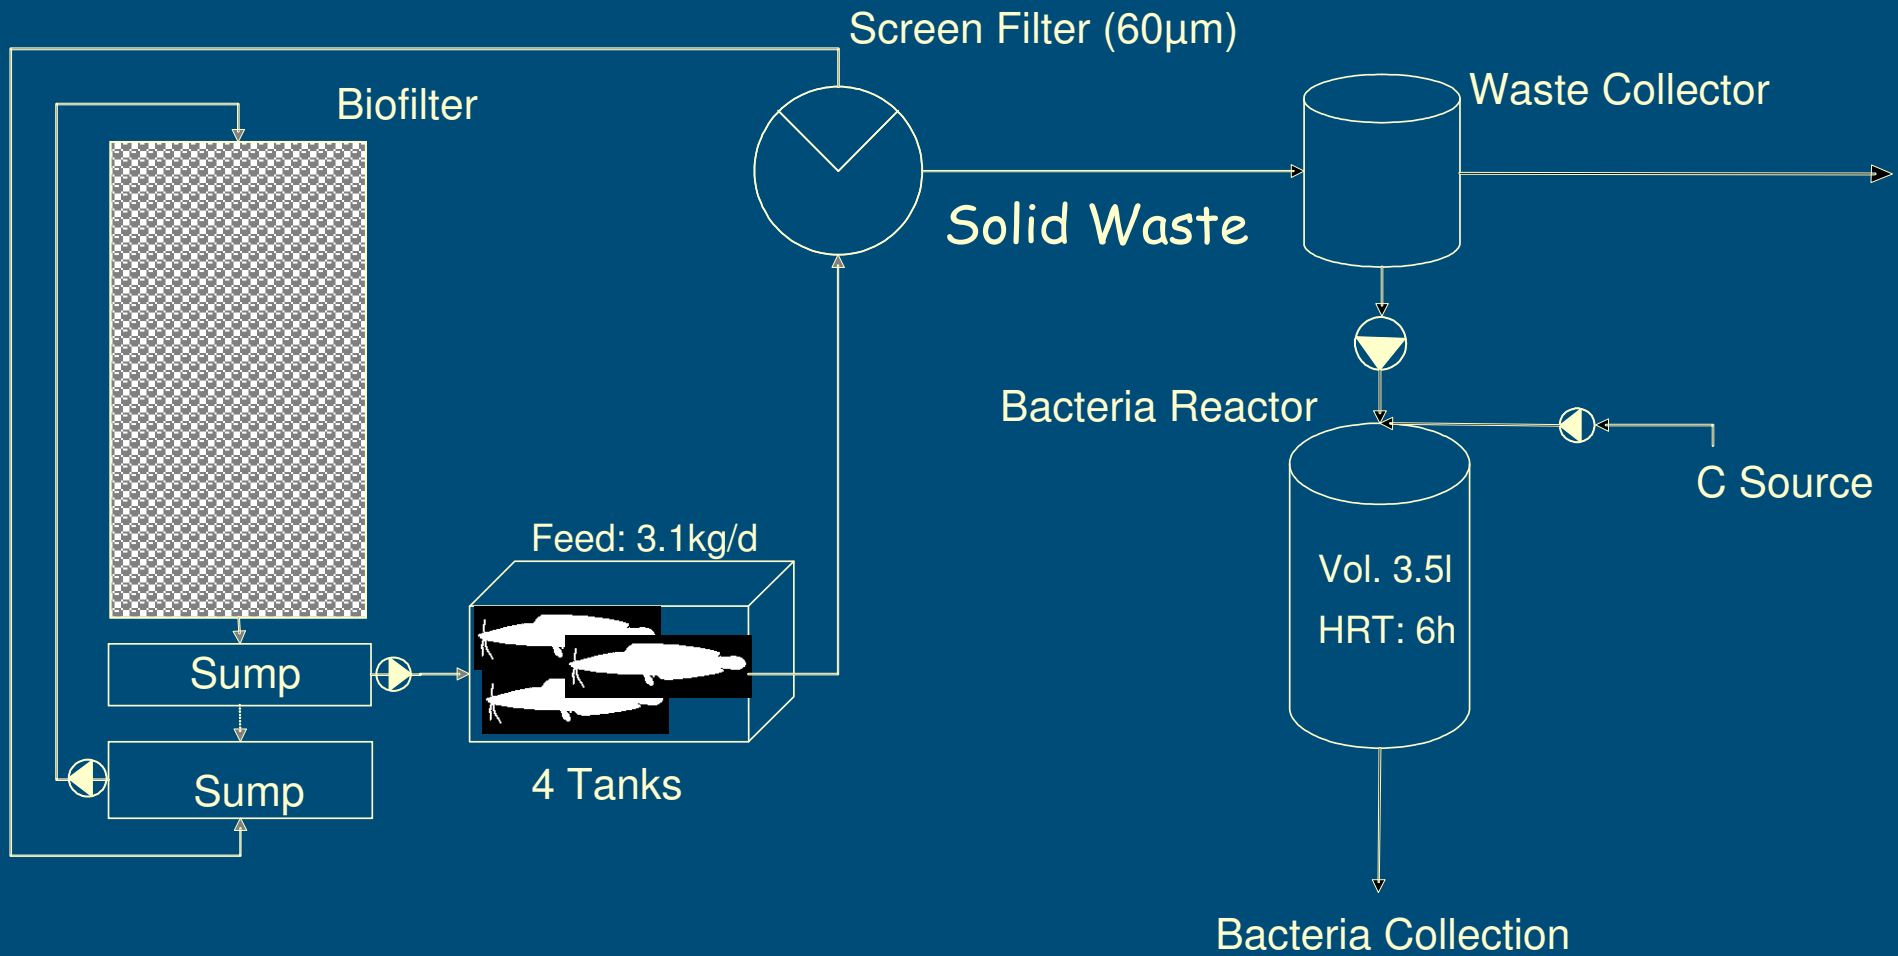 Screen Filter (60µm)
Biofilter
Waste Collector
Solid Waste
Bacteria Reactor
C Source
Feed: 3.1kg/d
Vol. 3.5l
HRT: 6h
Sump
4 Tanks
Sump
Bacteria Collection